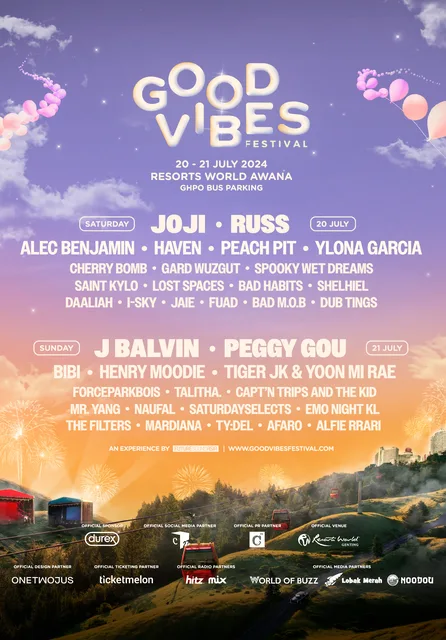 GOOD
VIBES
FESTIVAL
20 - 21 JULY 2024
RESORTS WORLD AWANA
GHPO BUS PARKING
SATURDAY JOJI • RUSS 20 JULY
ALEC BENJAMIN • HAVEN • PEACH PIT • YLONA GARCIA
CHERRY BOMB • GARD WUZGUT • SPOOKY WET DREAMS
SAINT KYLO • LOST SPACES • BAD HABITS • SHELHIEL
DAALIAH • I-SKY • JAIE • FUAD • BAD M.O.B • DUB TINGS
SUNDAY J BALVIN • PEGGY GOU 21 JULY
BIBI • HENRY MOODIE • TIGER JK & YOON MI RAE
FORCEPARKBOIS • TALITHA. • CAPT'N TRIPS AND THE KID
MR. YANG • NAUFAL • SATURDAYSELECTS • EMO NIGHT KL
THE FILTERS • MARDIANA • TY:DEL • AFARO • ALFIE RRARI
AN EXPERIENCE BY | WWW.GOODVIBESFESTIVAL.COM
OFFICIAL SPONSOR OFFICIAL SOCIAL MEDIA PARTNER OFFICIAL PR PARTNER OFFICIAL VENUE
durex Resorts World
GENTING
OFFICIAL DESIGN PARTNER OFFICIAL TICKETING PARTNER OFFICIAL RADIO PARTNERS OFFICIAL MEDIA PARTNERS
ONETWOJUS ticketmelon hitz mix WORLD OF BUZZ Lobak Merah NOODOU